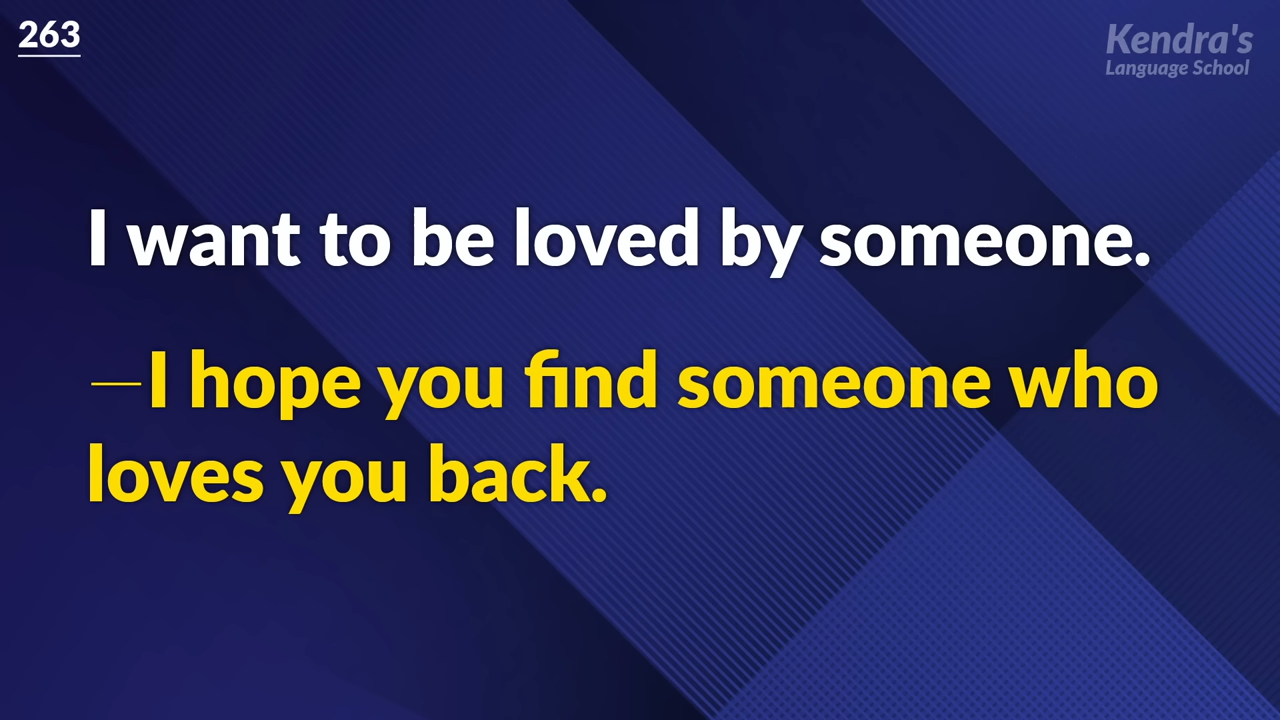 263
Kendra's
Language School
I want to be loved by someone.
—I hope you find someone who
loves you back.